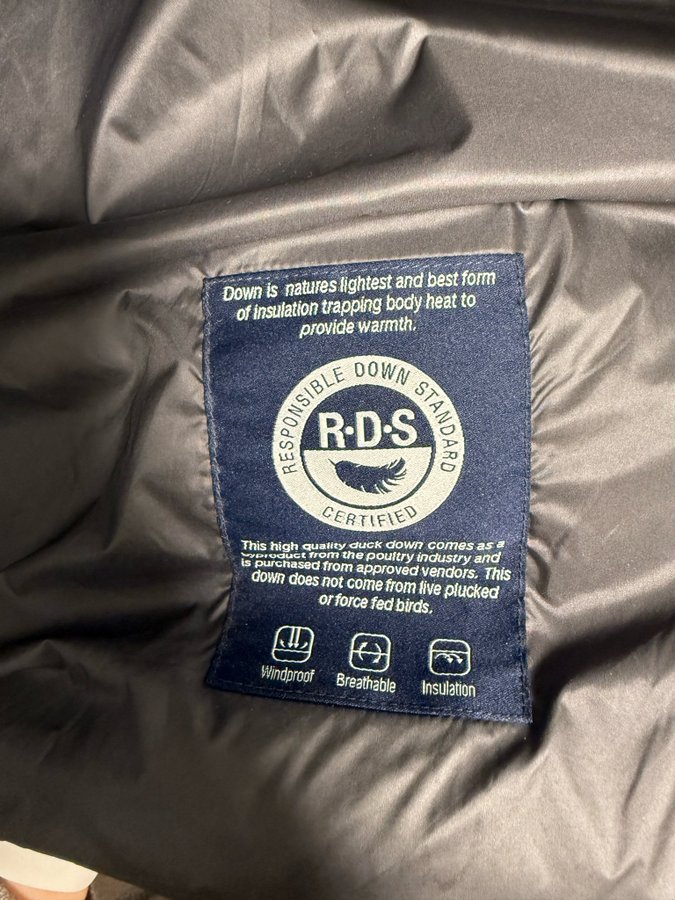 Down is natures lightest and best form
of insulation trapping body heat to
provide warmth.
RESPONSIBLE DOWN STANDARD
R·D·S
CERTIFIED
This high quality duck down comes as a
byproduct from the poultry industry and
is purchased from approved vendors. This
down does not come from live plucked
or force fed birds.
Windproof Breathable Insulation